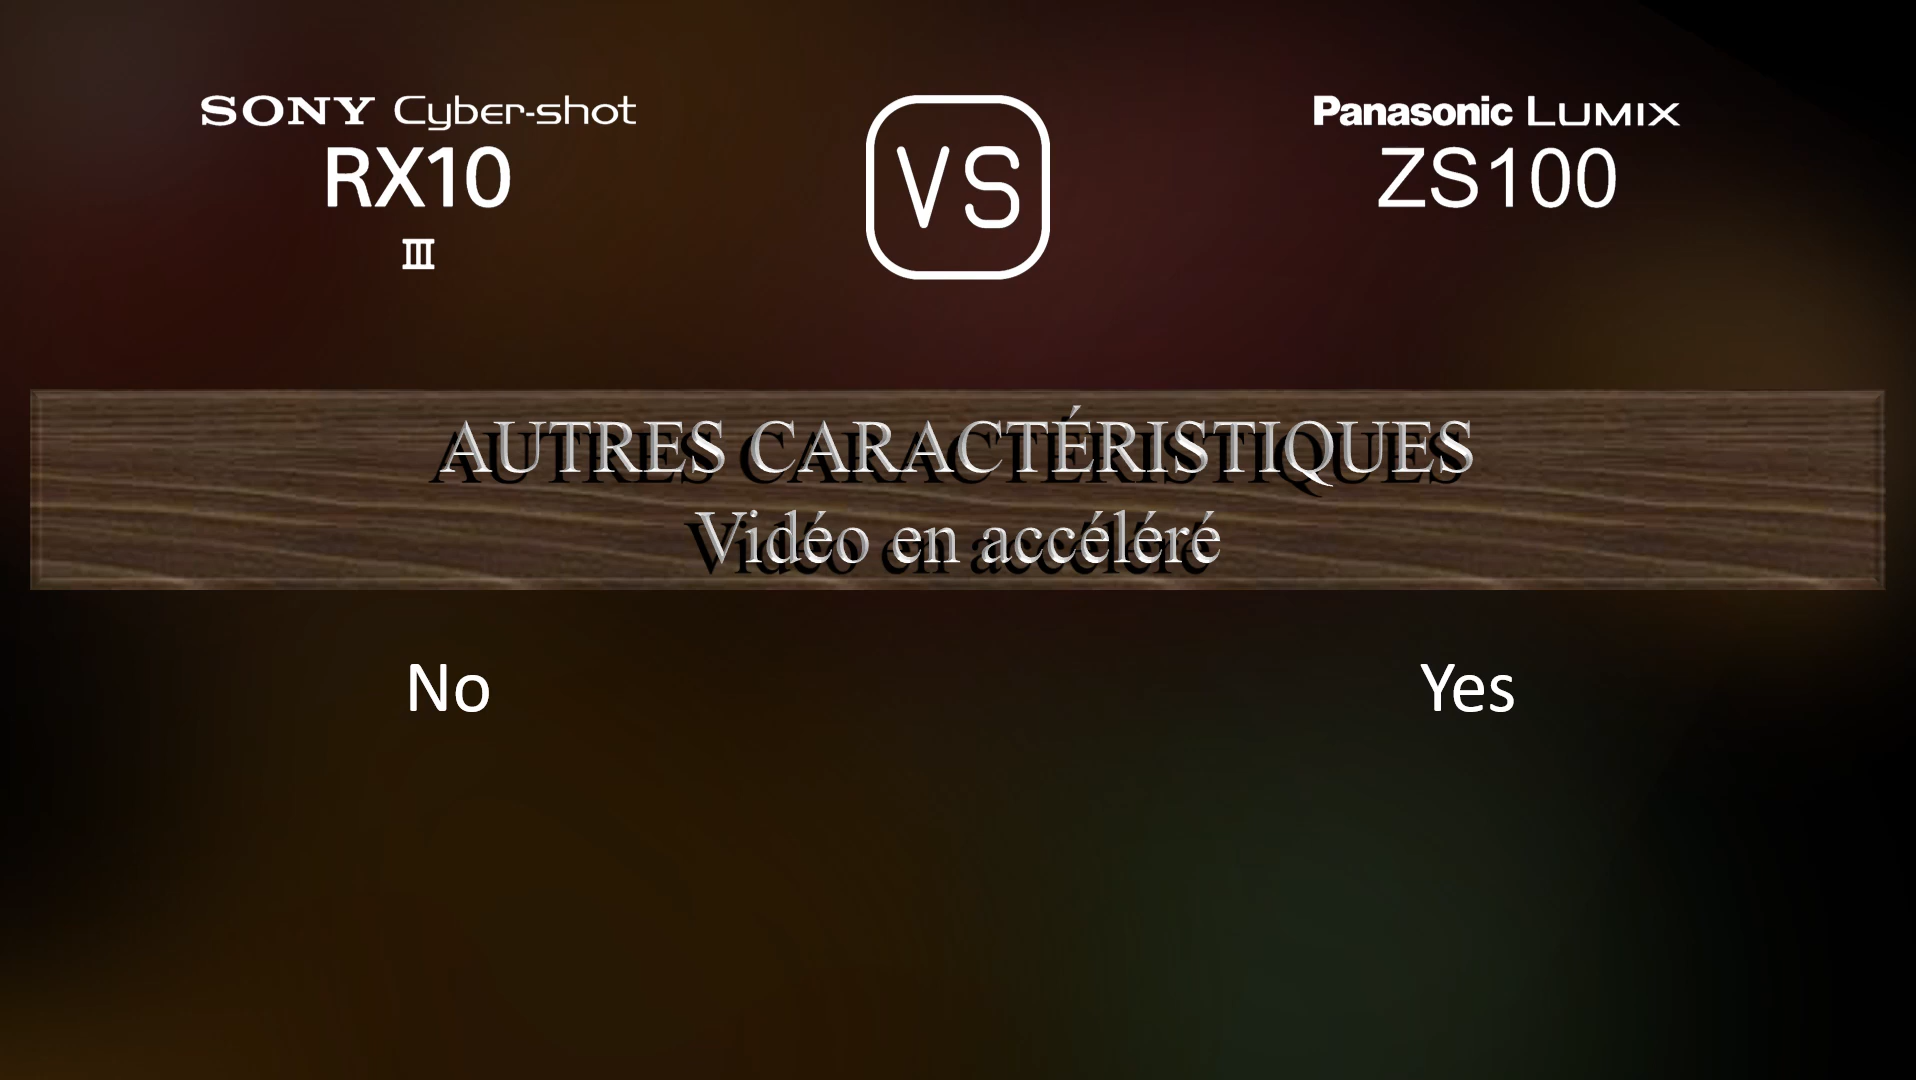 SONY Cyber-shot
RX10
III
VS
Panasonic LUMIX
ZS100
AUTRES CARACTÉRISTIQUES
Vidéo en accéléré
No
Yes